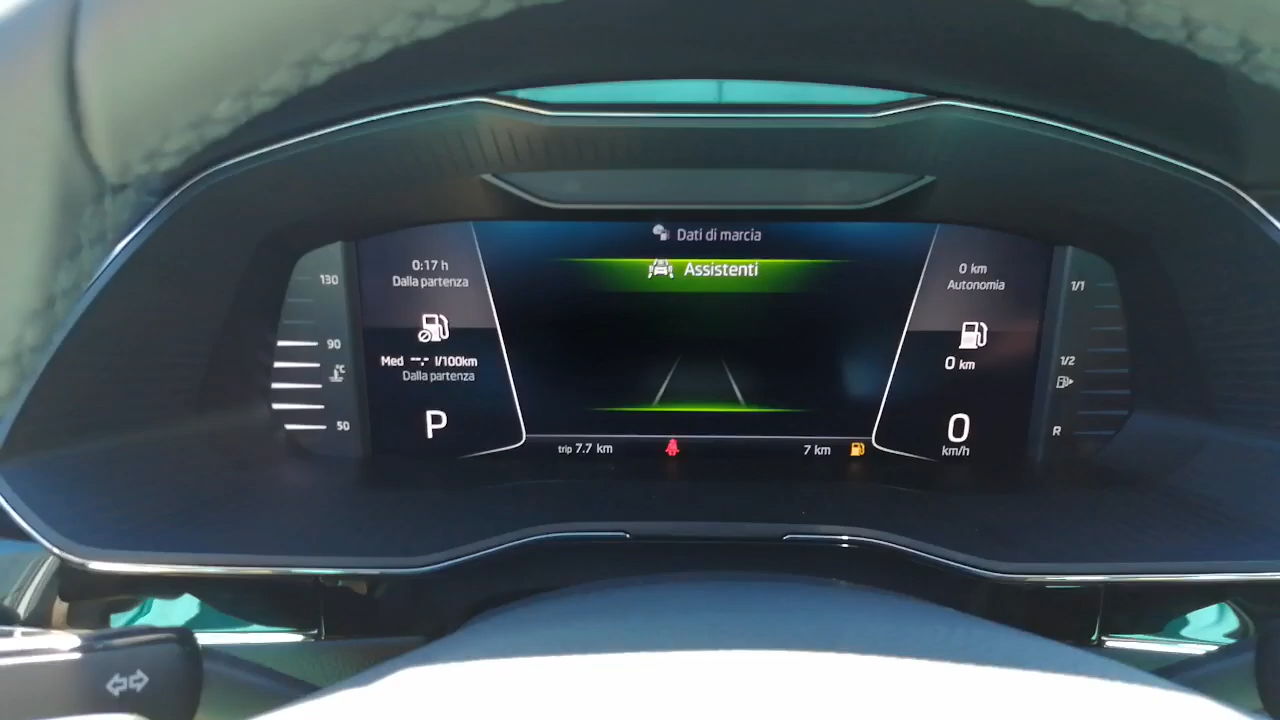 Dati di marcia
Assistenti
130
90
°C
50
0:17 h
Dalla partenza
Med --.- l/100km
Dalla partenza
P
trip 7.7 km
7 km
0 km
Autonomia
0 km
0
km/h
1/1
1/2
R